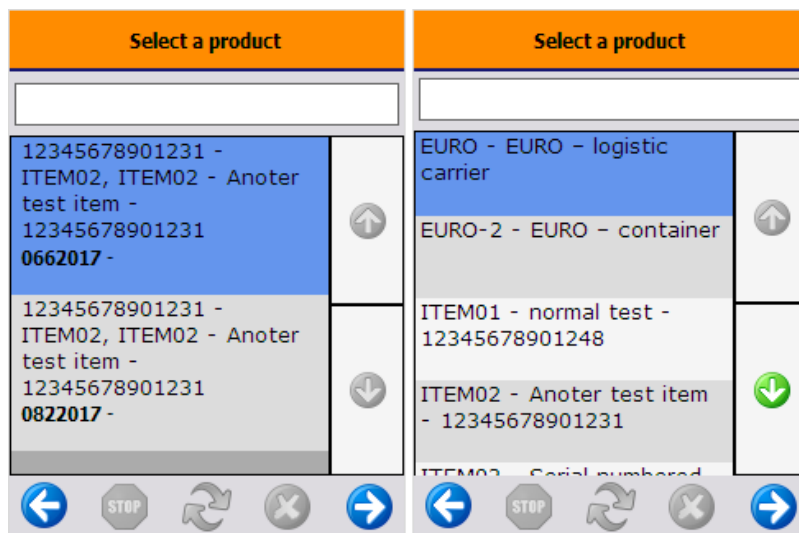 Select a product
12345678901231 -
ITEM02, ITEM02 - Anoter
test item -
12345678901231
0662017 -
12345678901231 -
ITEM02, ITEM02 - Anoter
test item -
12345678901231
0822017 -
STOP
Select a product
EURO - EURO – logistic
carrier
EURO-2 - EURO – container
ITEM01 - normal test -
12345678901248
ITEM02 - Anoter test item
- 12345678901231
Serial numbered
STOP